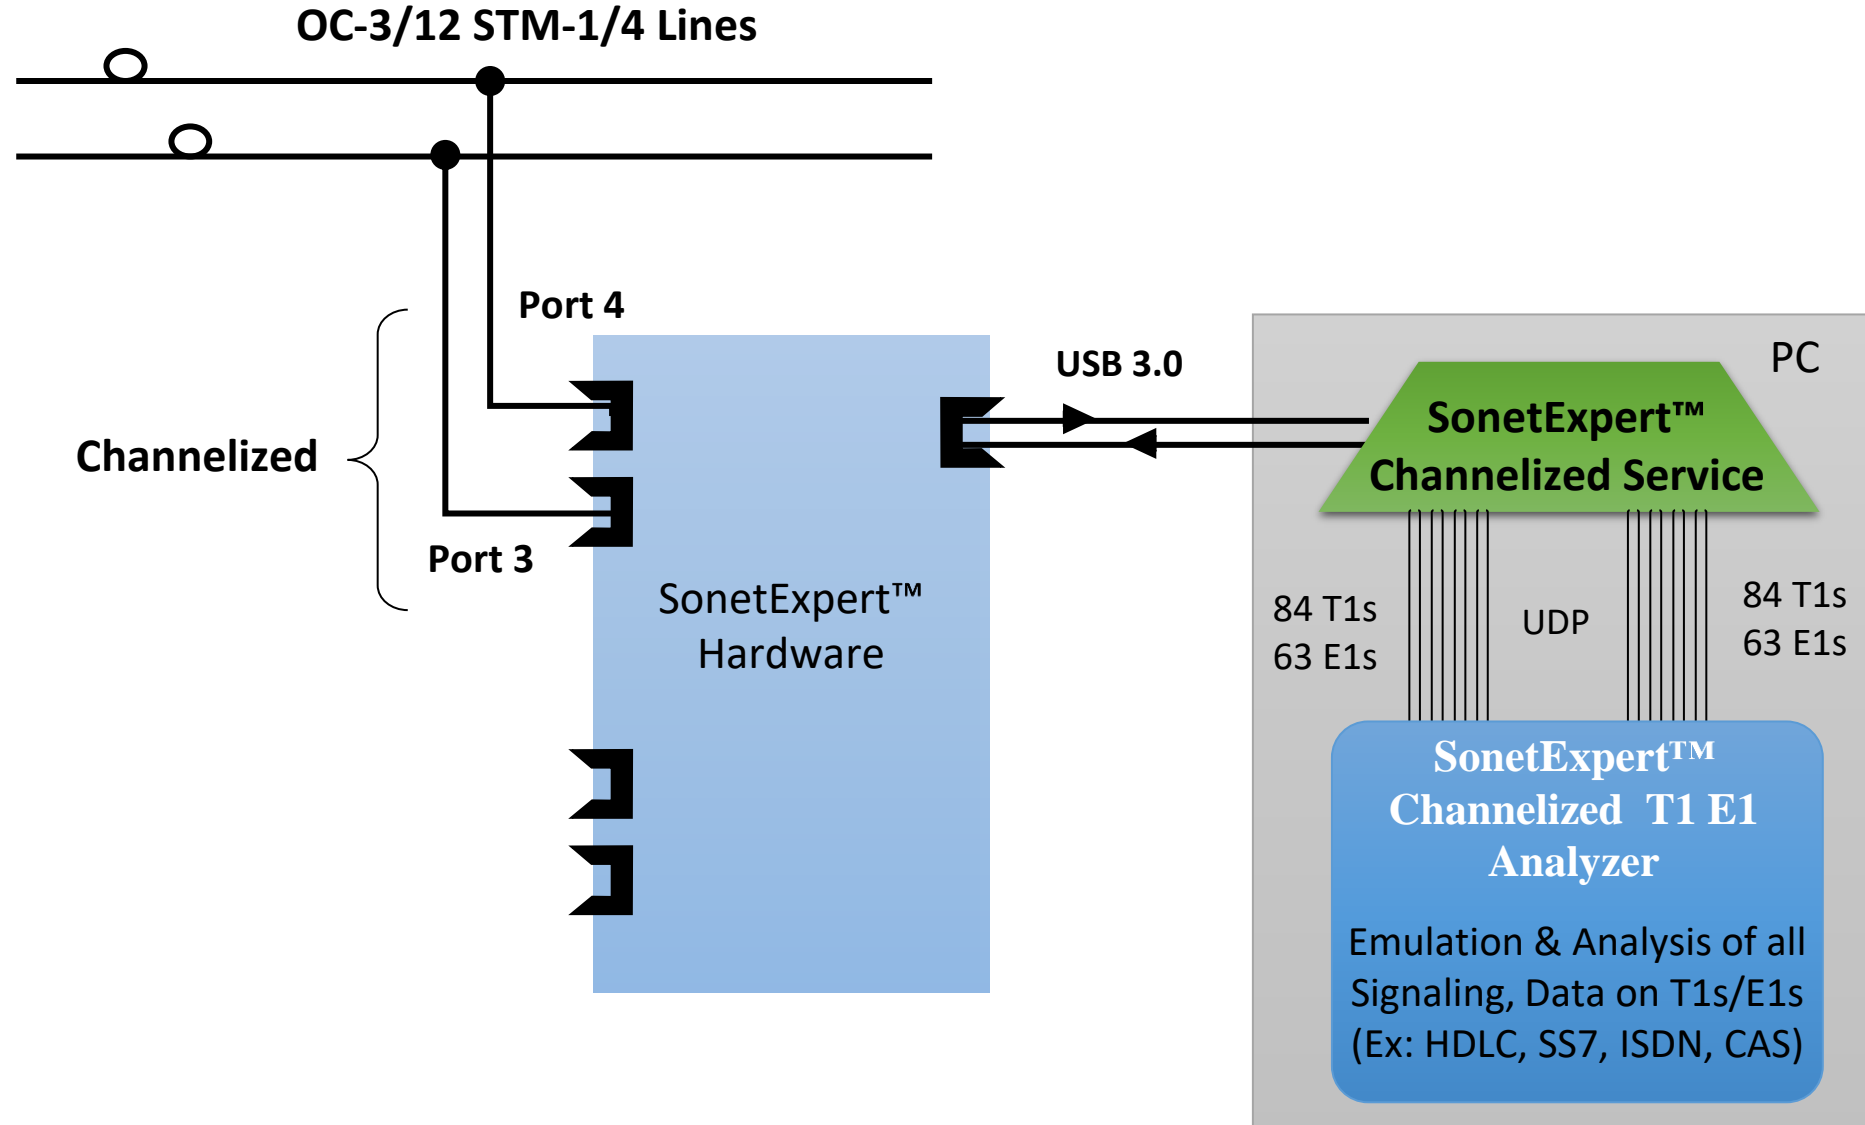 OC-3/12 STM-1/4 Lines
Port 4
Channelized
Port 3
SonetExpert™
Hardware
USB 3.0
PC
SonetExpert™
Channelized Service
84 T1s
63 E1s
UDP
84 T1s
63 E1s
SonetExpert™
Channelized T1 E1
Analyzer
Emulation & Analysis of all
Signaling, Data on T1s/E1s
(Ex: HDLC, SS7, ISDN, CAS)